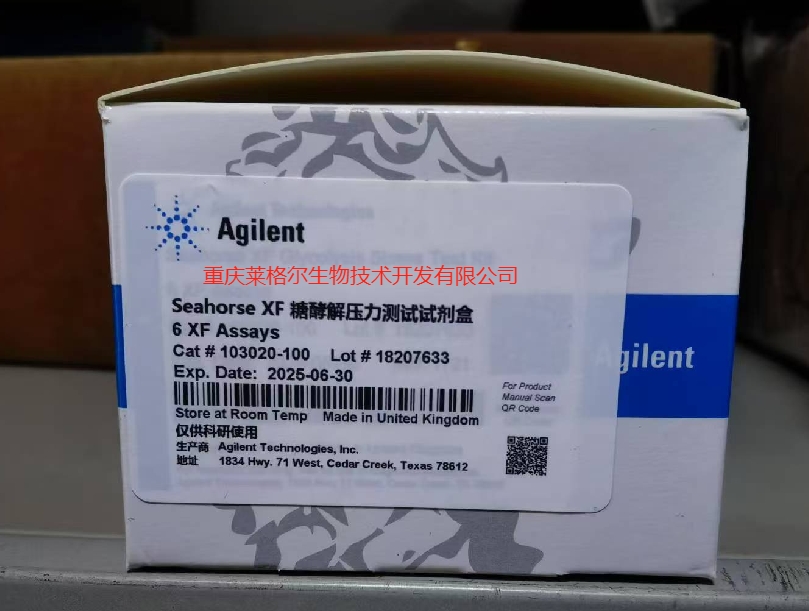 Agilent
重庆莱格尔生物技术开发有限公司
Seahorse XF 糖酵解压力测试试剂盒
6 XF Assays
Cat # 103020-100 Lot # 18207633
Exp. Date: 2025-06-30
For Product
Manual Scan
QR Code
Store at Room Temp Made in United Kingdom
仅供科研使用
生产商 Agilent Technologies, Inc.
地址 1834 Hwy. 71 West, Cedar Creek, Texas 78612
Agilent